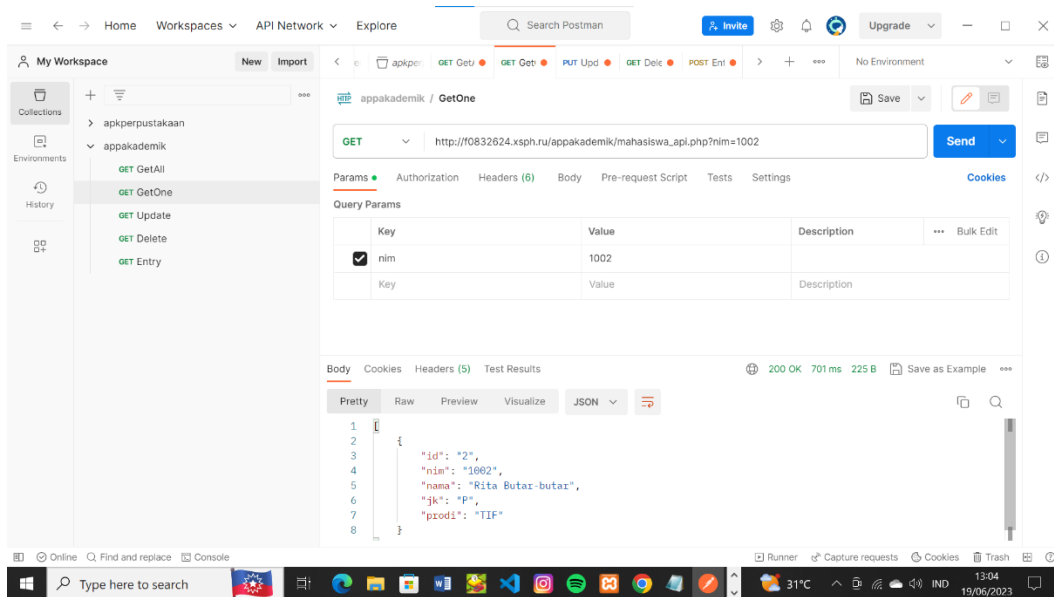 Home Workspaces API Network Explore Search Postman Invite Upgrade
My Workspace New Import apkper GET Get GET Get PUT Upd GET Dele POST Ent No Environment
Collections
Environments
History
apkperpustakaan
appakademik
GET GetAll
GET GetOne
GET Update
GET Delete
GET Entry
HTTP appakademik / GetOne Save
GET http://f0832624.xsph.ru/appakademik/mahasiswa_api.php?nim=1002 Send
Params Authorization Headers (6) Body Pre-request Script Tests Settings Cookies
Query Params
Key Value Description Bulk Edit
nim 1002
Key Value Description
Body Cookies Headers (5) Test Results 200 OK 701 ms 225 B Save as Example
Pretty Raw Preview Visualize JSON
1 [
2 {
3 "id": "2",
4 "nim": "1002",
5 "nama": "Rita Butar-butar",
6 "jk": "P",
7 "prodi": "TIF"
8 }
Online Find and replace Console Runner Capture requests Cookies Trash
Type here to search 31°C IND 13:04
19/06/2023